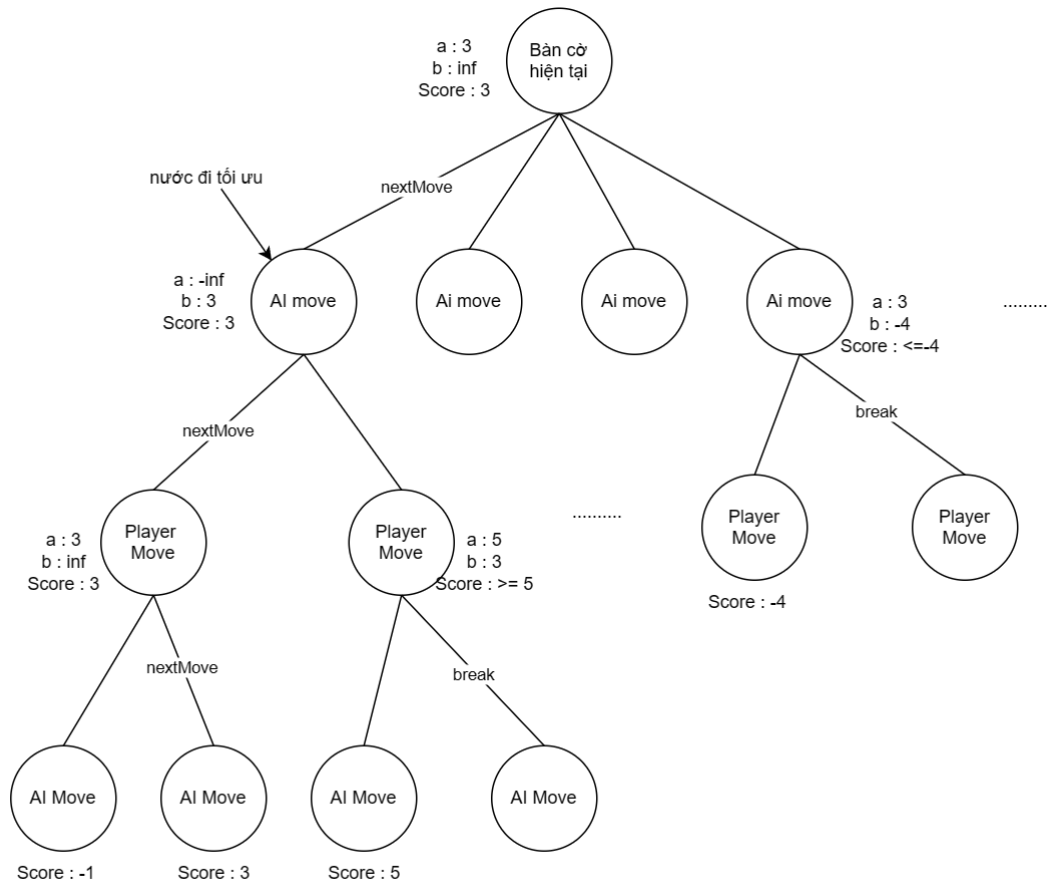 a : 3
b : inf
Score : 3
Bàn cờ
hiện tại
nước đi tối ưu
nextMove
a : -inf
b : 3
Score : 3
AI move
Ai move
Ai move
Ai move
a : 3
b : -4
Score : <=-4
.........
nextMove
break
a : 3
b : inf
Score : 3
Player
Move
Player
Move
a : 5
b : 3
Score : >= 5
..........
Player
Move
Score : -4
Player
Move
nextMove
break
AI Move
AI Move
AI Move
AI Move
Score : -1
Score : 3
Score : 5